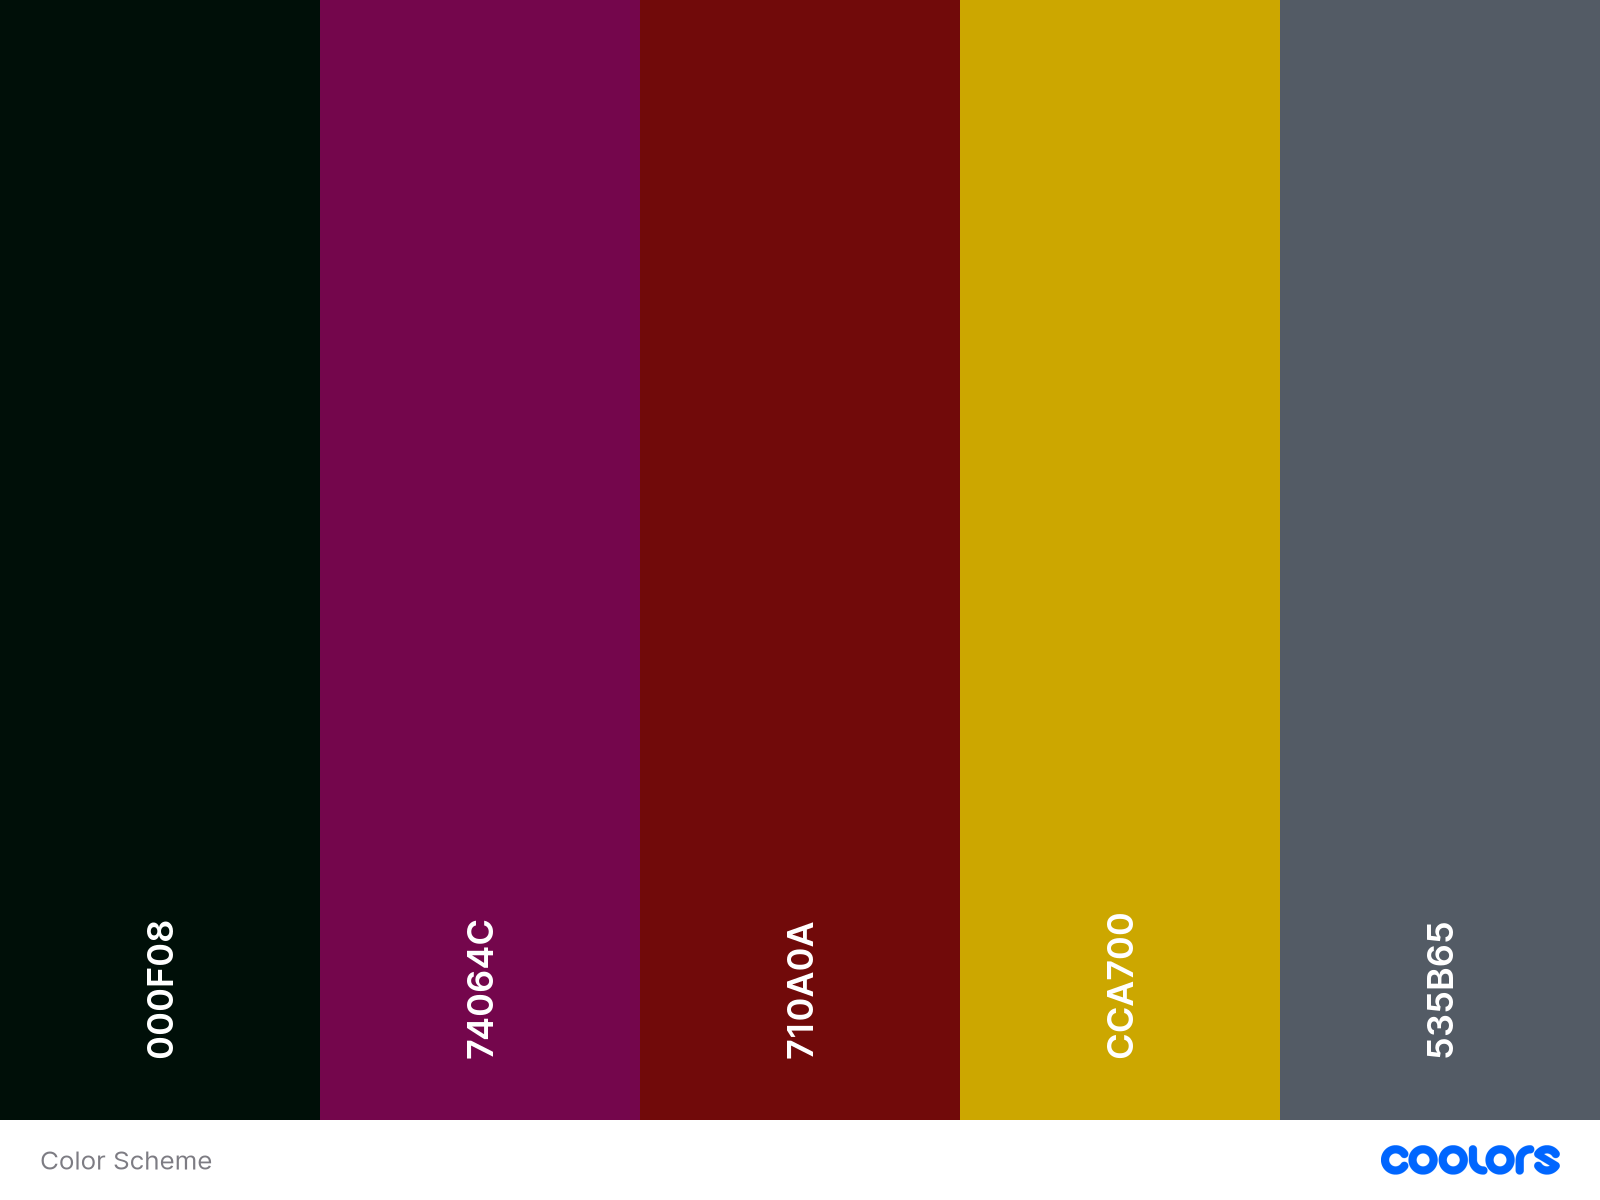 000F08
74064C
710A0A
CCA700
535B65
Color Scheme
coolors